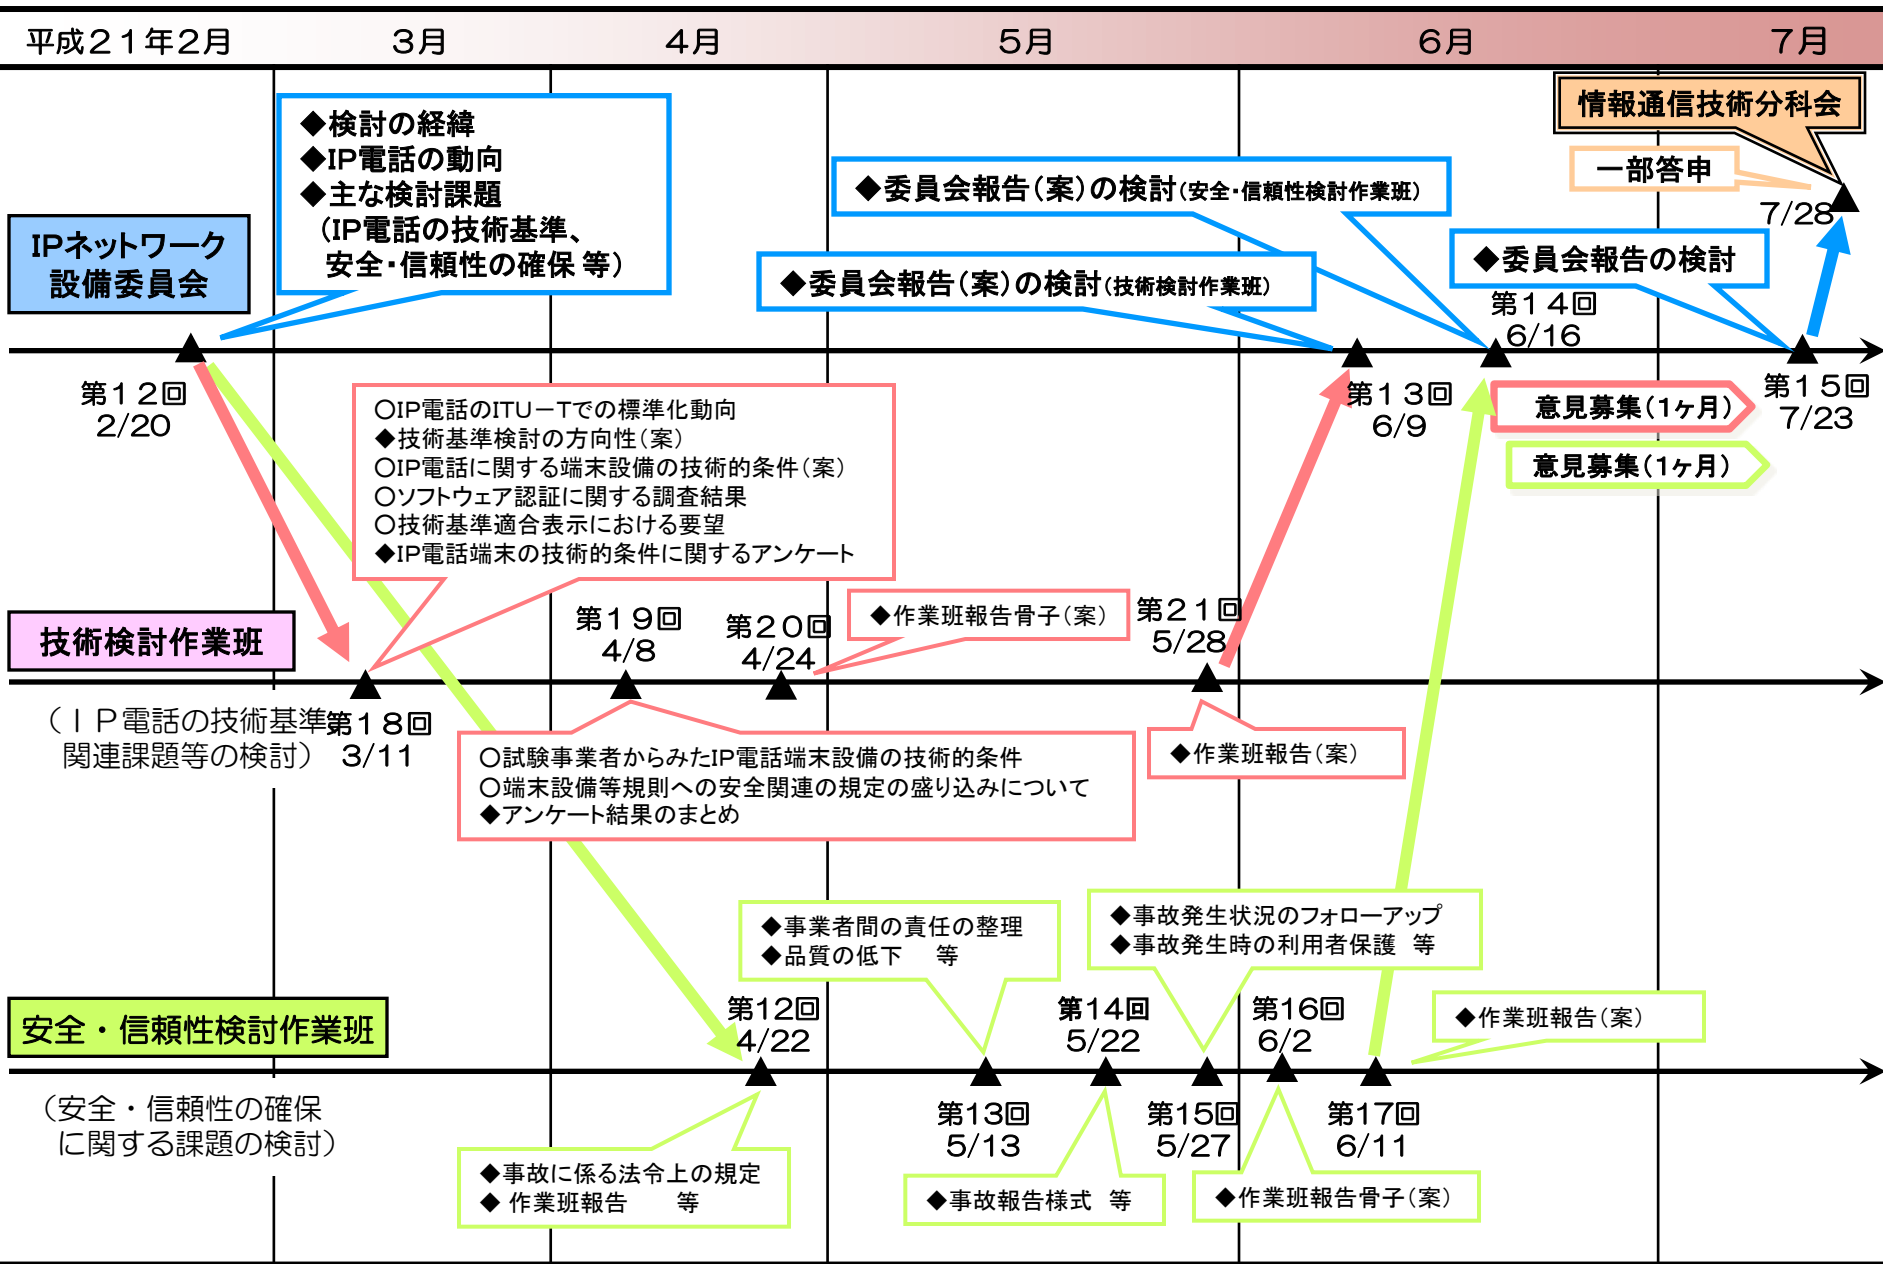 平成21年2月
3月
4月
5月
6月
7月
◆検討の経緯
◆IP電話の動向
◆主な検討課題
（IP電話の技術基準、
安全・信頼性の確保 等）
情報通信技術分科会
一部答申
7/28
◆委員会報告（案）の検討（安全・信頼性検討作業班）
◆委員会報告（案）の検討（技術検討作業班）
◆委員会報告の検討
IPネットワーク
設備委員会
第12回
2/20
第13回
6/9
第14回
6/16
第15回
7/23
意見募集（1ヶ月）
意見募集（1ヶ月）
○IP電話のITU－Tでの標準化動向
◆技術基準検討の方向性（案）
○IP電話に関する端末設備の技術的条件（案）
○ソフトウェア認証に関する調査結果
○技術基準適合表示における要望
◆IP電話端末の技術的条件に関するアンケート
技術検討作業班
（IP電話の技術基準
関連課題等の検討）
第18回
3/11
第19回
4/8
第20回
4/24
◆作業班報告骨子（案）
第21回
5/28
○試験事業者からみたIP電話端末設備の技術的条件
○端末設備等規則への安全関連の規定の盛り込みについて
◆アンケート結果のまとめ
◆作業班報告（案）
安全・信頼性検討作業班
（安全・信頼性の確保
に関する課題の検討）
◆事業者間の責任の整理
◆品質の低下　等
◆事故発生状況のフォローアップ
◆事故発生時の利用者保護　等
第12回
4/22
第13回
5/13
第14回
5/22
第15回
5/27
第16回
6/2
第17回
6/11
◆作業班報告（案）
◆事故に係る法令上の規定
◆ 作業班報告　　等
◆事故報告様式　等
◆作業班報告骨子（案）